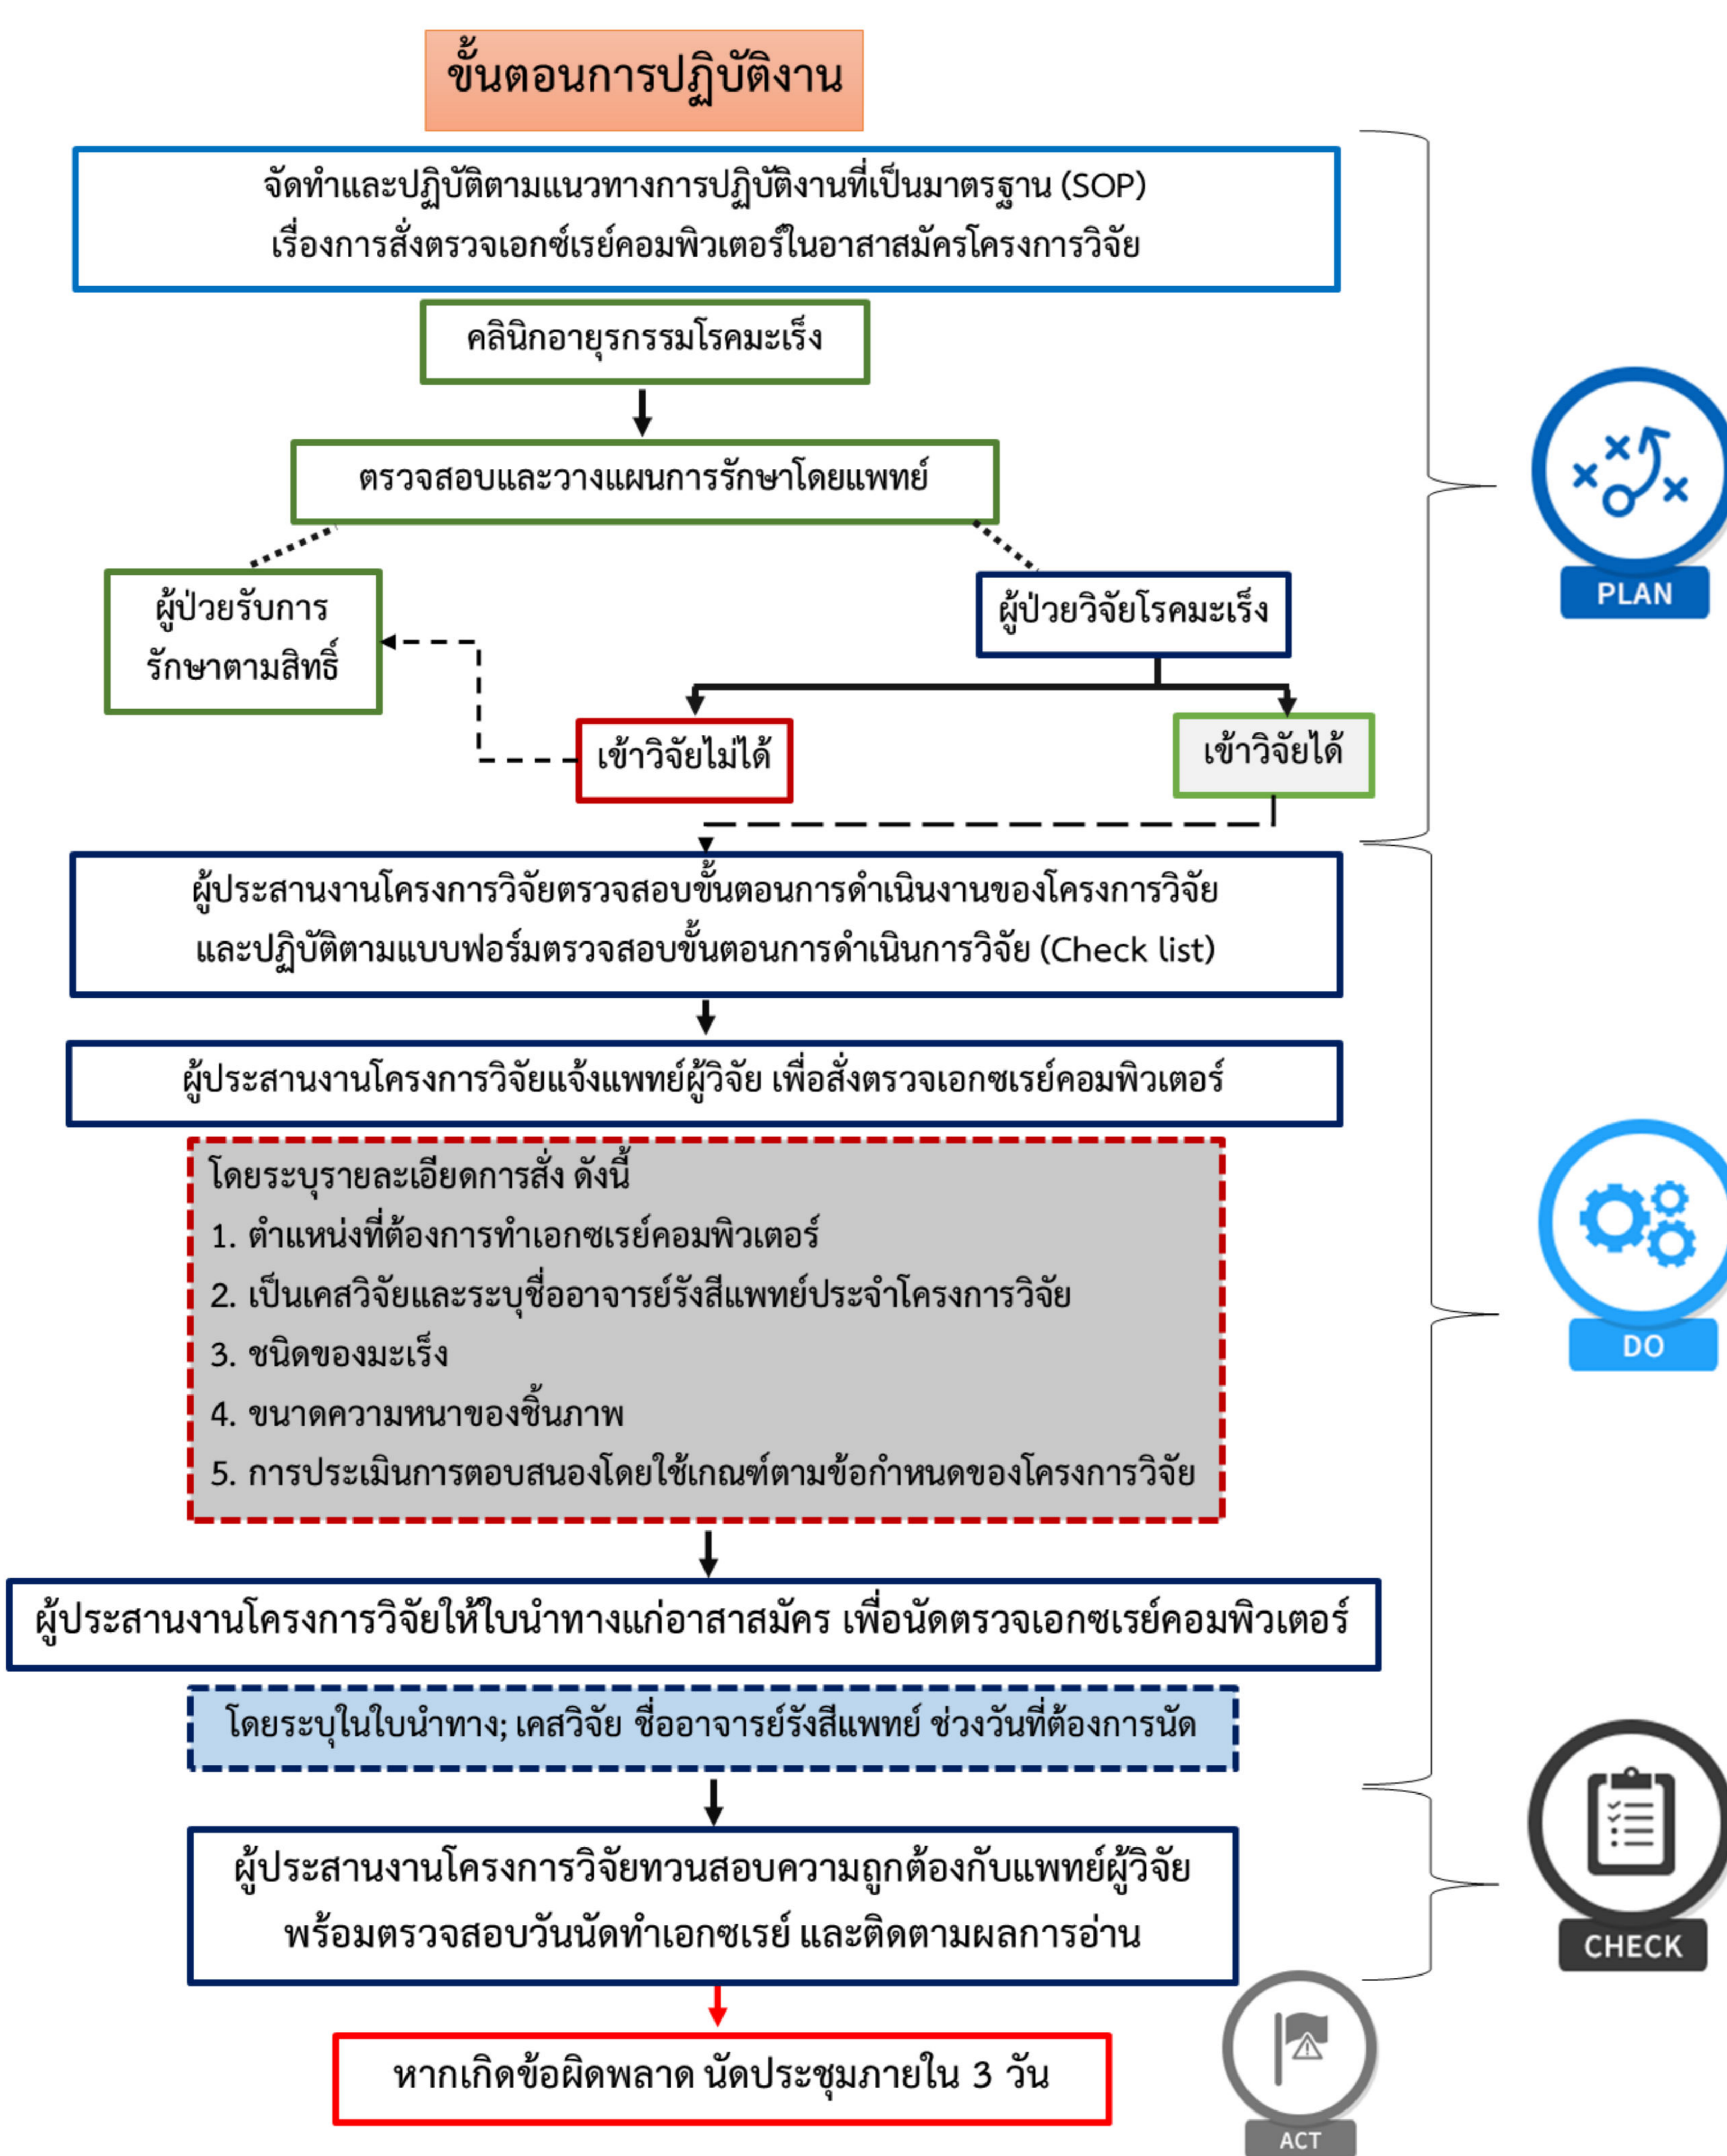 ขั้นตอนการปฏิบัติงาน
จัดทำและปฏิบัติตามแนวทางการปฏิบัติงานที่เป็นมาตรฐาน (SOP)
เรื่องการสั่งตรวจเอกซ์เรย์คอมพิวเตอร์ในอาสาสมัครโครงการวิจัย
คลินิกอายุรกรรมโรคมะเร็ง
ตรวจสอบและวางแผนการรักษาโดยแพทย์
ผู้ป่วยรับการ
รักษาตามสิทธิ์
ผู้ป่วยวิจัยโรคมะเร็ง
เข้าวิจัยไม่ได้
เข้าวิจัยได้
PLAN
ผู้ประสานงานโครงการวิจัยตรวจสอบขั้นตอนการดำเนินงานของโครงการวิจัย
และปฏิบัติตามแบบฟอร์มตรวจสอบขั้นตอนการดำเนินการวิจัย (Check list)
ผู้ประสานงานโครงการวิจัยแจ้งแพทย์ผู้วิจัย เพื่อสั่งตรวจเอกซเรย์คอมพิวเตอร์
โดยระบุรายละเอียดการสั่ง ดังนี้
1. ตำแหน่งที่ต้องการทำเอกซเรย์คอมพิวเตอร์
2. เป็นเคสวิจัยและระบุชื่ออาจารย์รังสีแพทย์ประจำโครงการวิจัย
3. ชนิดของมะเร็ง
4. ขนาดความหนาของชิ้นภาพ
5. การประเมินการตอบสนองโดยใช้เกณฑ์ตามข้อกำหนดของโครงการวิจัย
DO
ผู้ประสานงานโครงการวิจัยให้ใบนำทางแก่อาสาสมัคร เพื่อนัดตรวจเอกซเรย์คอมพิวเตอร์
โดยระบุในใบนำทาง; เคสวิจัย ชื่ออาจารย์รังสีแพทย์ ช่วงวันที่ต้องการนัด
ผู้ประสานงานโครงการวิจัยทวนสอบความถูกต้องกับแพทย์ผู้วิจัย
พร้อมตรวจสอบวันนัดทำเอกซเรย์ และติดตามผลการอ่าน
CHECK
หากเกิดข้อผิดพลาด นัดประชุมภายใน 3 วัน
ACT